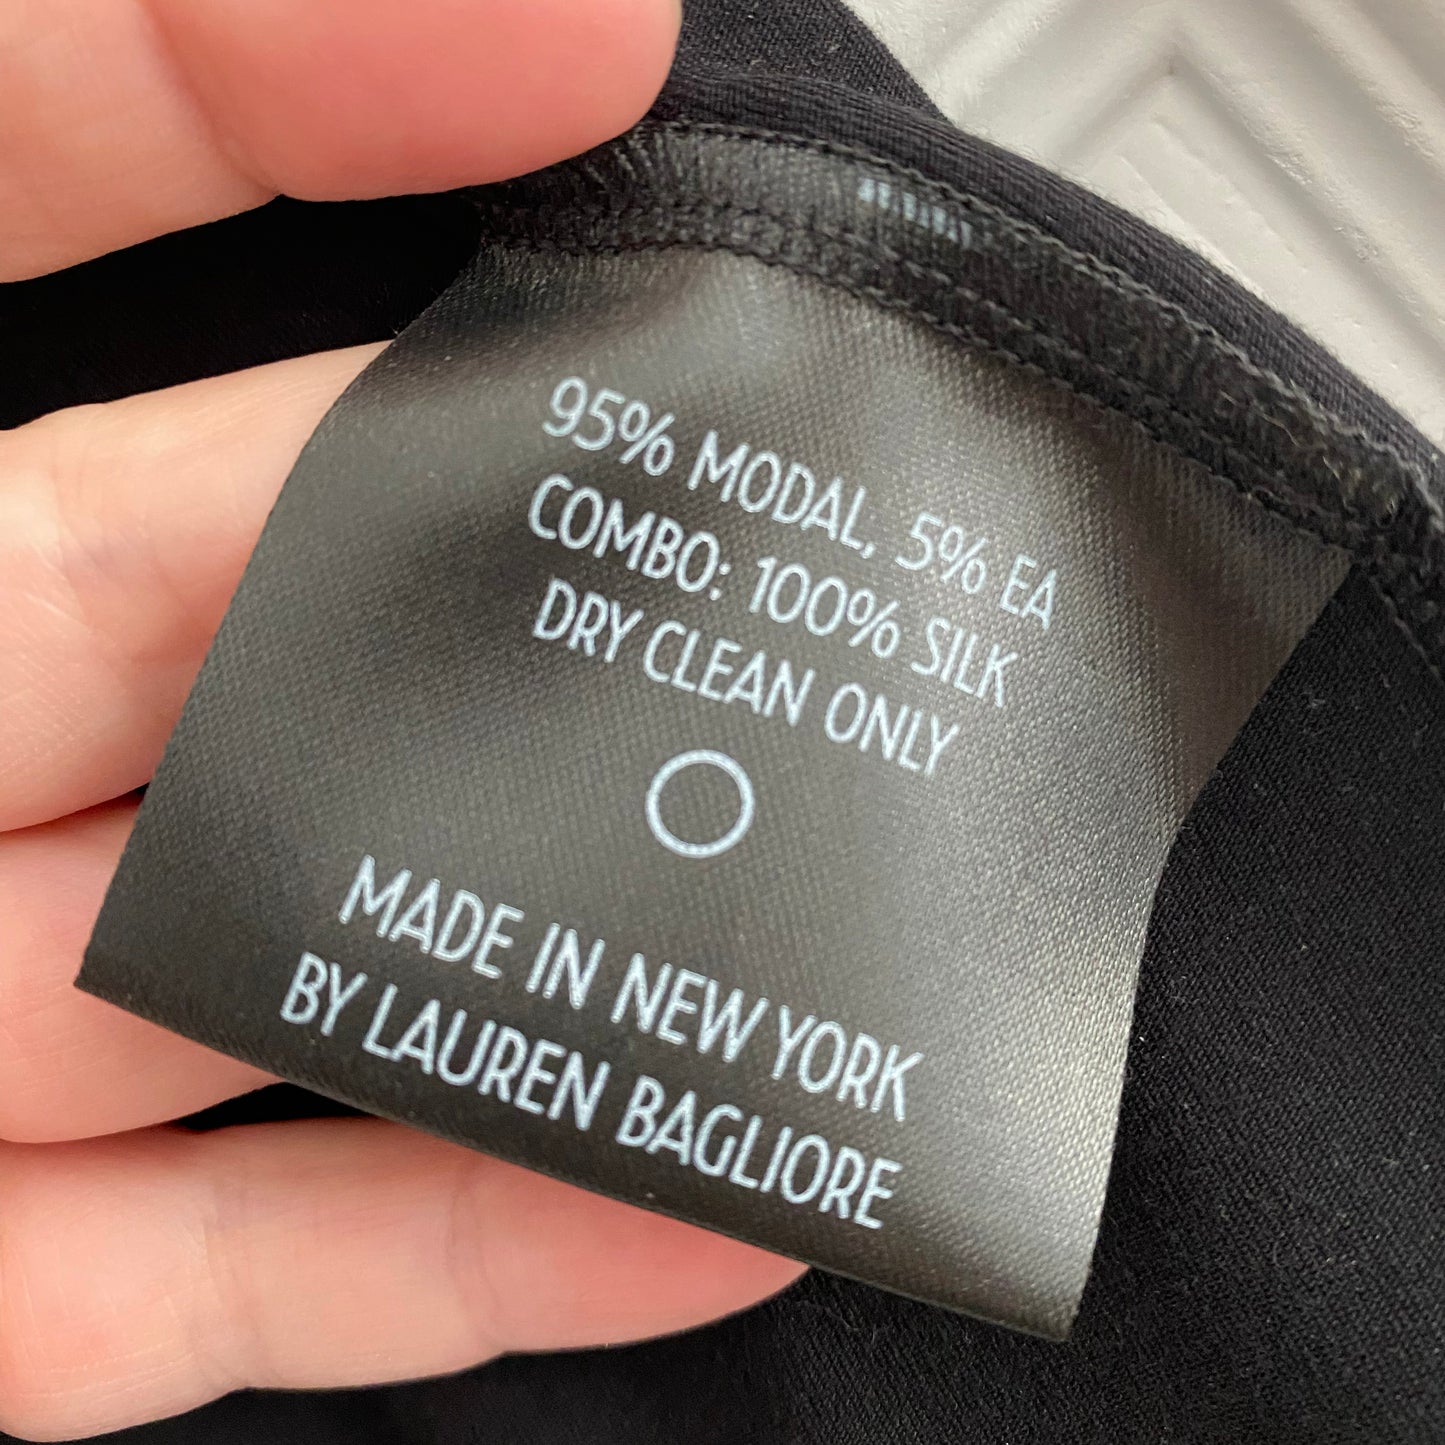 95% MODAL, 5% EA
COMBO: 100% SILK
DRY CLEAN ONLY
MADE IN NEW YORK
BY LAUREN BAGLIORE